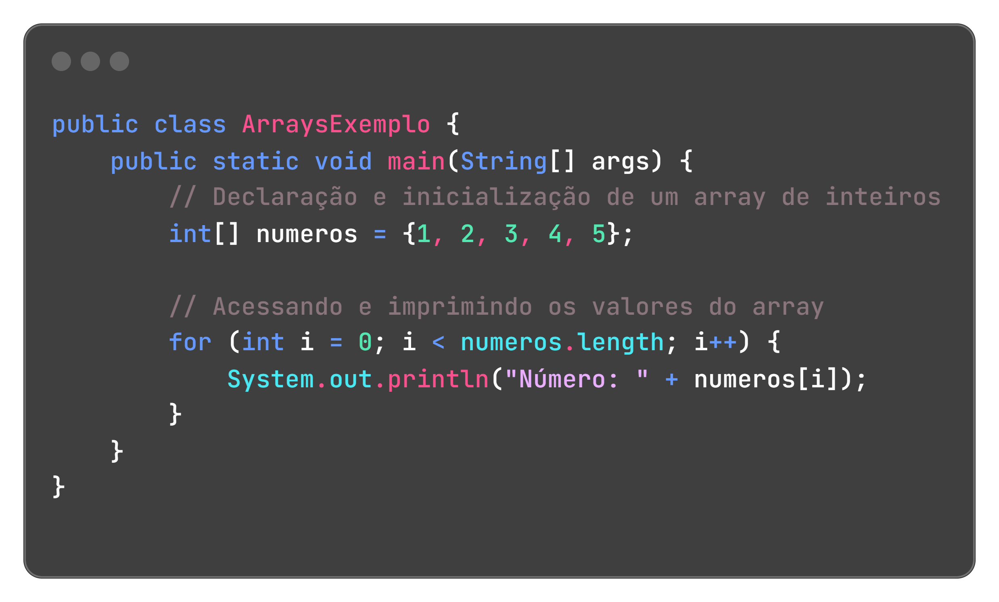 public class ArraysExemplo {
    public static void main(String[] args) {
        // Declaração e inicialização de um array de inteiros
        int[] numeros = {1, 2, 3, 4, 5};

        // Acessando e imprimindo os valores do array
        for (int i = 0; i < numeros.length; i++) {
            System.out.println("Número: " + numeros[i]);
        }
    }
}